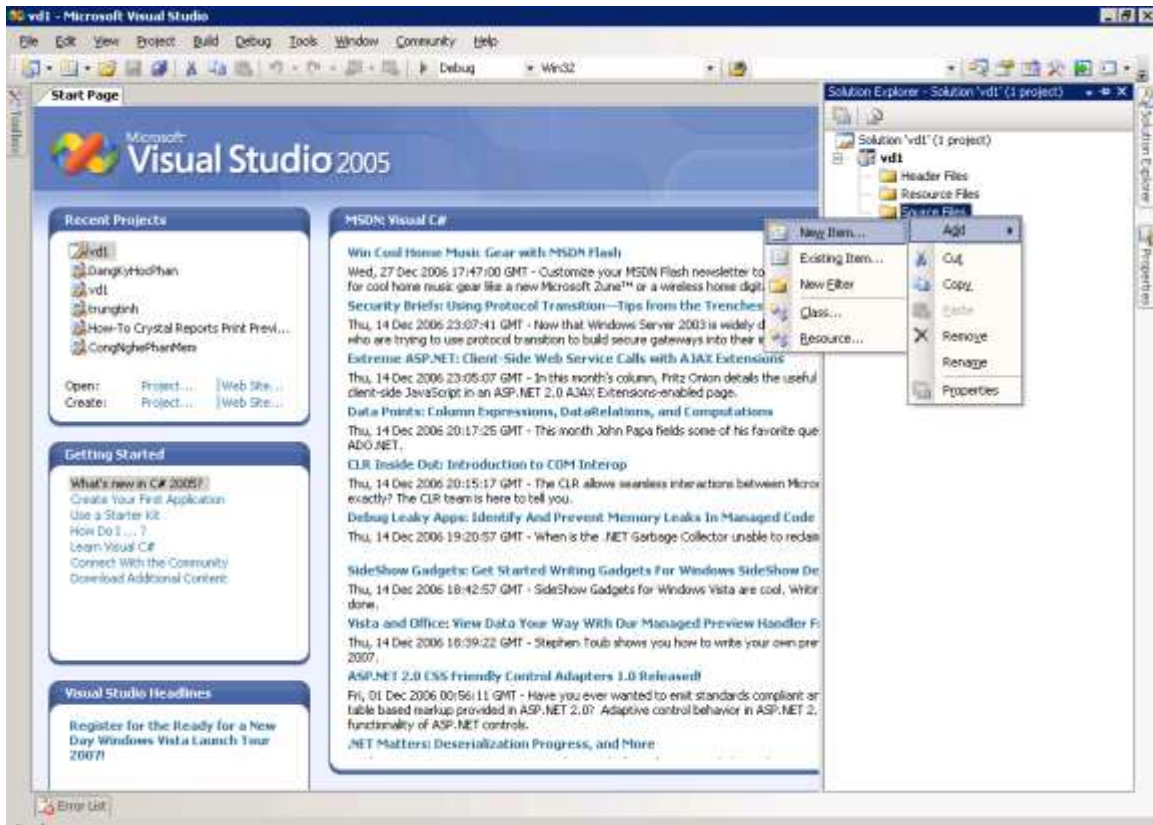 vd1 - Microsoft Visual Studio
File Edit View Project Build Debug Tools Window Community Help
Debug Win32
Toolbox
Start Page
Microsoft
Visual Studio 2005
Recent Projects
vd1
DangKyHocPhan
vd1
trungtinh
How-To Crystal Reports Print Previ...
CongNghePhanMem
Open: Project... Web Site...
Create: Project... Web Site...
Getting Started
What's new in C# 2005?
Create Your First Application
Use a Starter Kit
How Do I ... ?
Learn Visual C#
Connect With the Community
Download Additional Content
Visual Studio Headlines
Register for the Ready for a New
Day Windows Vista Launch Tour
2007!
MSDN: Visual C#
Win Cool Home Music Gear with MSDN Flash
Wed, 27 Dec 2006 17:47:00 GMT - Customize your MSDN Flash newsletter to
for cool home music gear like a new Microsoft Zune™ or a wireless home digit
Security Briefs: Using Protocol Transition—Tips from the Trenches
Thu, 14 Dec 2006 23:07:41 GMT - Now that Windows Server 2003 is widely d
who are trying to use protocol transition to build secure gateways into their
Extreme ASP.NET: Client-Side Web Service Calls with AJAX Extensions
Thu, 14 Dec 2006 23:05:07 GMT - In this month's column, Fritz Onion details the useful
client-side JavaScript in an ASP.NET 2.0 AJAX Extensions-enabled page.
Data Points: Column Expressions, DataRelations, and Computations
Thu, 14 Dec 2006 20:17:25 GMT - This month John Papa fields some of his favorite que
ADO.NET.
CLR Inside Out: Introduction to COM Interop
Thu, 14 Dec 2006 20:15:17 GMT - The CLR allows seamless interactions between Micro
exactly? The CLR team is here to tell you.
Debug Leaky Apps: Identify And Prevent Memory Leaks In Managed Code
Thu, 14 Dec 2006 19:20:57 GMT - When is the .NET Garbage Collector unable to reclaim
SideShow Gadgets: Get Started Writing Gadgets For Windows SideShow De
Thu, 14 Dec 2006 18:42:57 GMT - SideShow Gadgets for Windows Vista are cool. Writin
done.
Vista and Office: View Data Your Way With Our Managed Preview Handler F
Thu, 14 Dec 2006 18:39:22 GMT - Stephen Toub shows you how to write your own pre
2007.
ASP.NET 2.0 CSS Friendly Control Adapters 1.0 Released!
Fri, 01 Dec 2006 00:56:11 GMT - Have you ever wanted to emit standards compliant
table based markup provided in ASP.NET 2.0? Adaptive control behavior in ASP.NET 2.
functionality of ASP.NET controls.
.NET Matters: Deserialization Progress, and More
Solution Explorer - Solution 'vd1' (1 project)
Solution 'vd1' (1 project)
vd1
Header Files
Resource Files
Source Files
New Item...
Existing Item...
New Filter
Class...
Resource...
Add
Cut
Copy
Paste
Remove
Rename
Properties
Solution Explorer
Properties
Error List